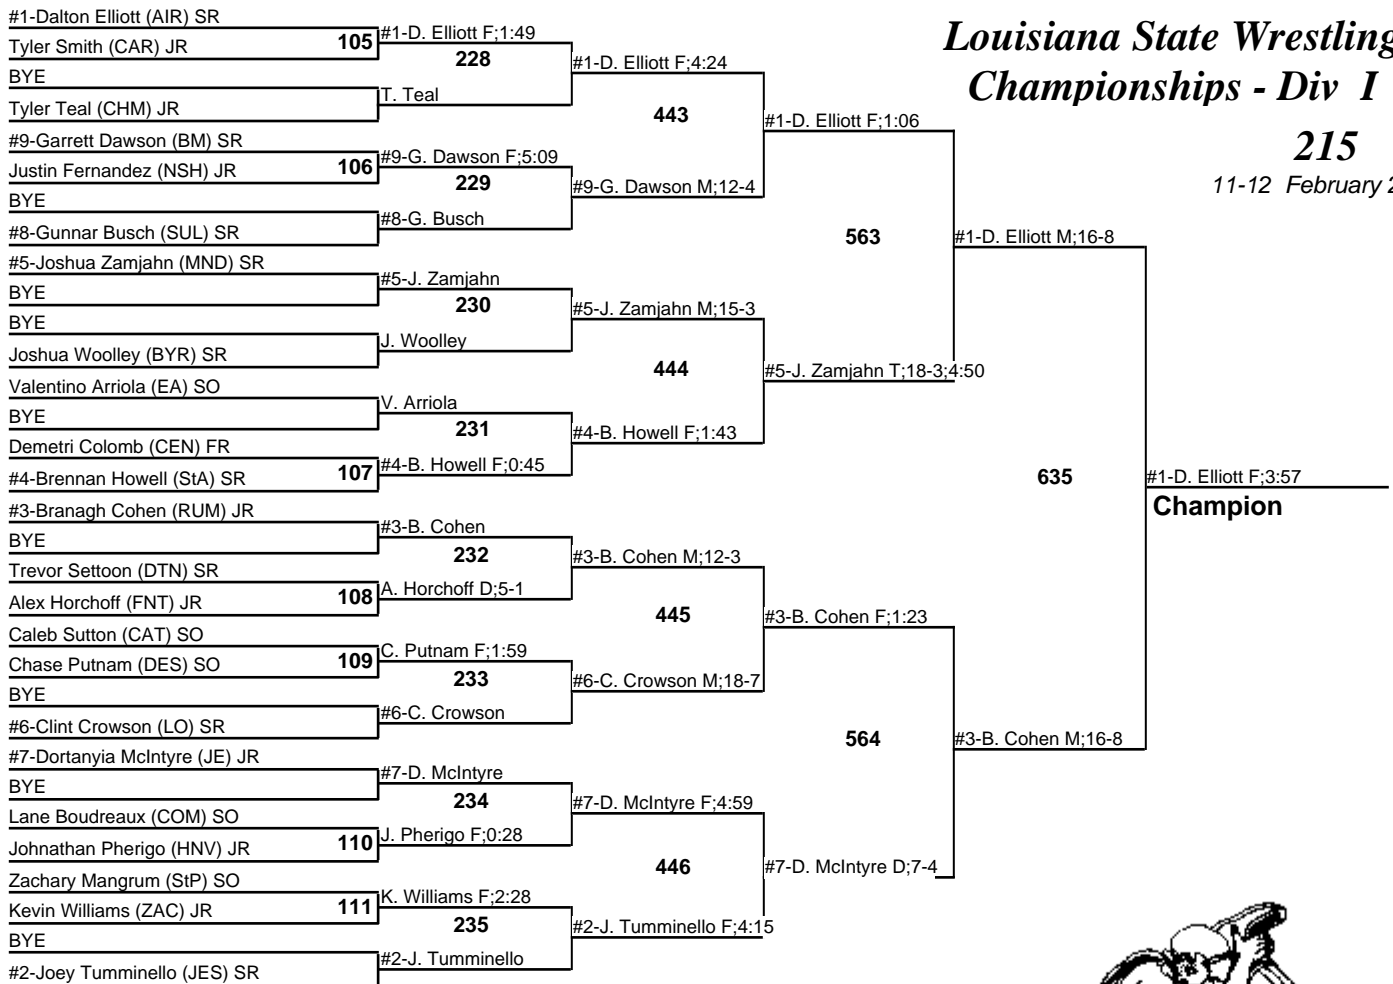 Louisiana State Wrestling
Championships - Div I
215
11-12 February 2
#1-Dalton Elliott (AIR) SR
Tyler Smith (CAR) JR
BYE
Tyler Teal (CHM) JR
#9-Garrett Dawson (BM) SR
Justin Fernandez (NSH) JR
BYE
#8-Gunnar Busch (SUL) SR
#5-Joshua Zamjahn (MND) SR
BYE
BYE
Joshua Woolley (BYR) SR
Valentino Arriola (EA) SO
BYE
Demetri Colomb (CEN) FR
#4-Brennan Howell (StA) SR
#3-Branagh Cohen (RUM) JR
BYE
Trevor Settoon (DTN) SR
Alex Horchoff (FNT) JR
Caleb Sutton (CAT) SO
Chase Putnam (DES) SO
BYE
#6-Clint Crowson (LO) SR
#7-Dortanyia McIntyre (JE) JR
BYE
Lane Boudreaux (COM) SO
Johnathan Pherigo (HNV) JR
Zachary Mangrum (StP) SO
Kevin Williams (ZAC) JR
BYE
#2-Joey Tumminello (JES) SR
105
106
107
108
109
110
111
#1-D. Elliott F;1:49
228
T. Teal
#9-G. Dawson F;5:09
229
#8-G. Busch
#5-J. Zamjahn
230
J. Woolley
V. Arriola
231
#4-B. Howell F;0:45
#3-B. Cohen
232
A. Horchoff D;5-1
C. Putnam F;1:59
233
#6-C. Crowson
#7-D. McIntyre
234
J. Pherigo F;0:28
K. Williams F;2:28
235
#2-J. Tumminello
#1-D. Elliott F;4:24
443
#9-G. Dawson M;12-4
#5-J. Zamjahn M;15-3
444
#4-B. Howell F;1:43
#3-B. Cohen M;12-3
445
#6-C. Crowson M;18-7
#7-D. McIntyre F;4:59
446
#2-J. Tumminello F;4:15
#1-D. Elliott F;1:06
563
#5-J. Zamjahn T;18-3;4:50
#3-B. Cohen F;1:23
564
#7-D. McIntyre D;7-4
#1-D. Elliott M;16-8
635
#3-B. Cohen M;16-8
#1-D. Elliott F;3:57
Champion